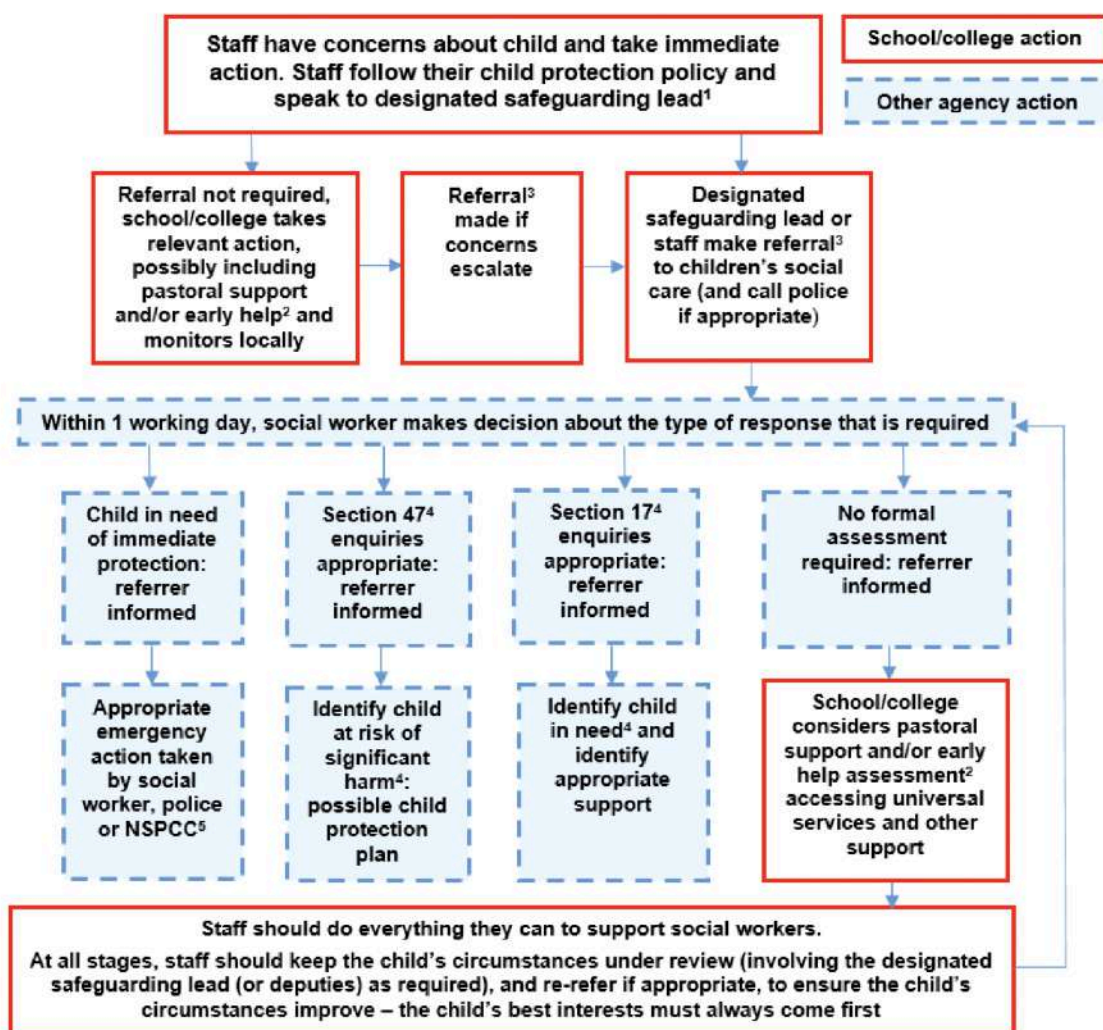 Staff have concerns about child and take immediate
action. Staff follow their child protection policy and
speak to designated safeguarding lead¹
School/college action
Other agency action
Referral not required,
school/college takes
relevant action,
possibly including
pastoral support
and/or early help² and
monitors locally
Referral³
made if
concerns
escalate
Designated
safeguarding lead or
staff make referral³
to children’s social
care (and call police
if appropriate)
Within 1 working day, social worker makes decision about the type of response that is required
Child in need
of immediate
protection:
referrer
informed
Section 47⁴
enquiries
appropriate:
referrer
informed
Section 17⁴
enquiries
appropriate:
referrer
informed
No formal
assessment
required: referrer
informed
Appropriate
emergency
action taken
by social
worker, police
or NSPCC⁵
Identify child
at risk of
significant
harm⁴:
possible child
protection
plan
Identify child
in need⁴ and
identify
appropriate
support
School/college
considers pastoral
support and/or early
help assessment²
accessing universal
services and other
support
Staff should do everything they can to support social workers.
At all stages, staff should keep the child’s circumstances under review (involving the designated
safeguarding lead (or deputies) as required), and re-refer if appropriate, to ensure the child’s
circumstances improve – the child’s best interests must always come first